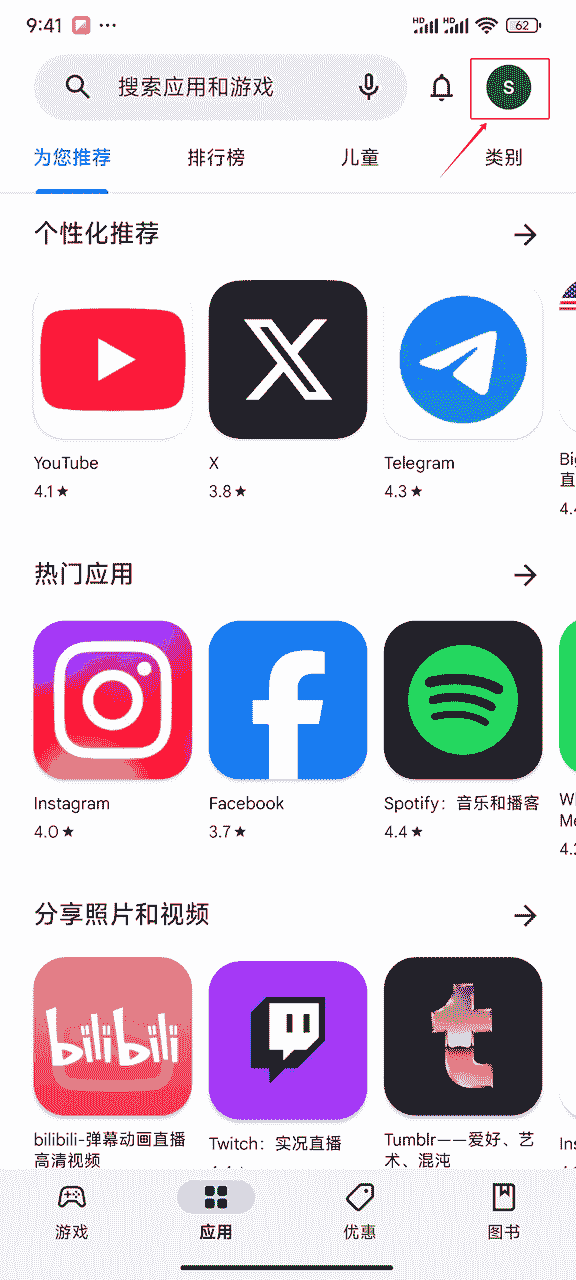 9:41
HD HD 62
搜索应用和游戏
S
为您推荐 排行榜 儿童 类别
个性化推荐
X
YouTube X Telegram
4.1★ 3.8★ 4.3★
热门应用
f
Instagram Facebook Spotify：音乐和播客
4.0★ 3.7★ 4.4★
分享照片和视频
bilibili
t
bilibili-弹幕动画直播 Twitch：实况直播 Tumblr——爱好、艺
高清视频 术、混沌
游戏 应用 优惠 图书